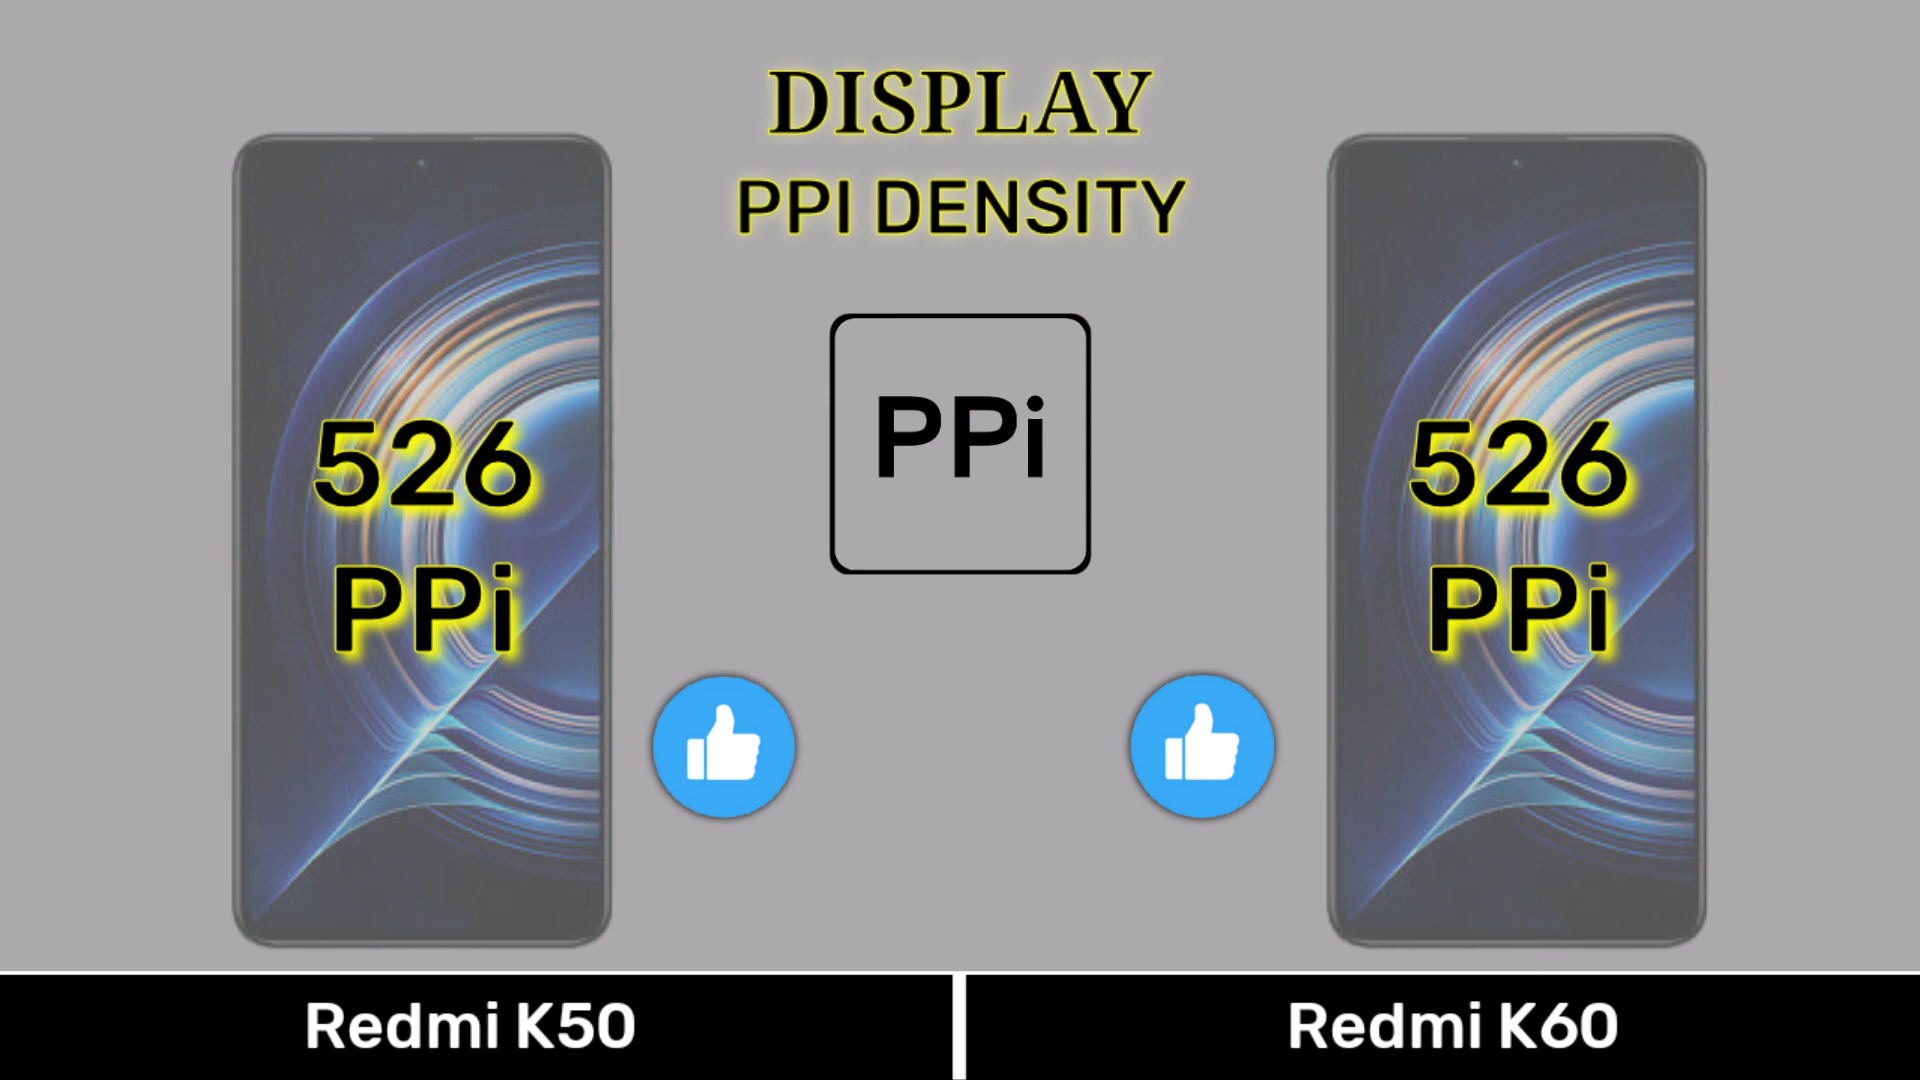 DISPLAY
PPI DENSITY
PPi
526
PPi
526
PPi
Redmi K50
Redmi K60